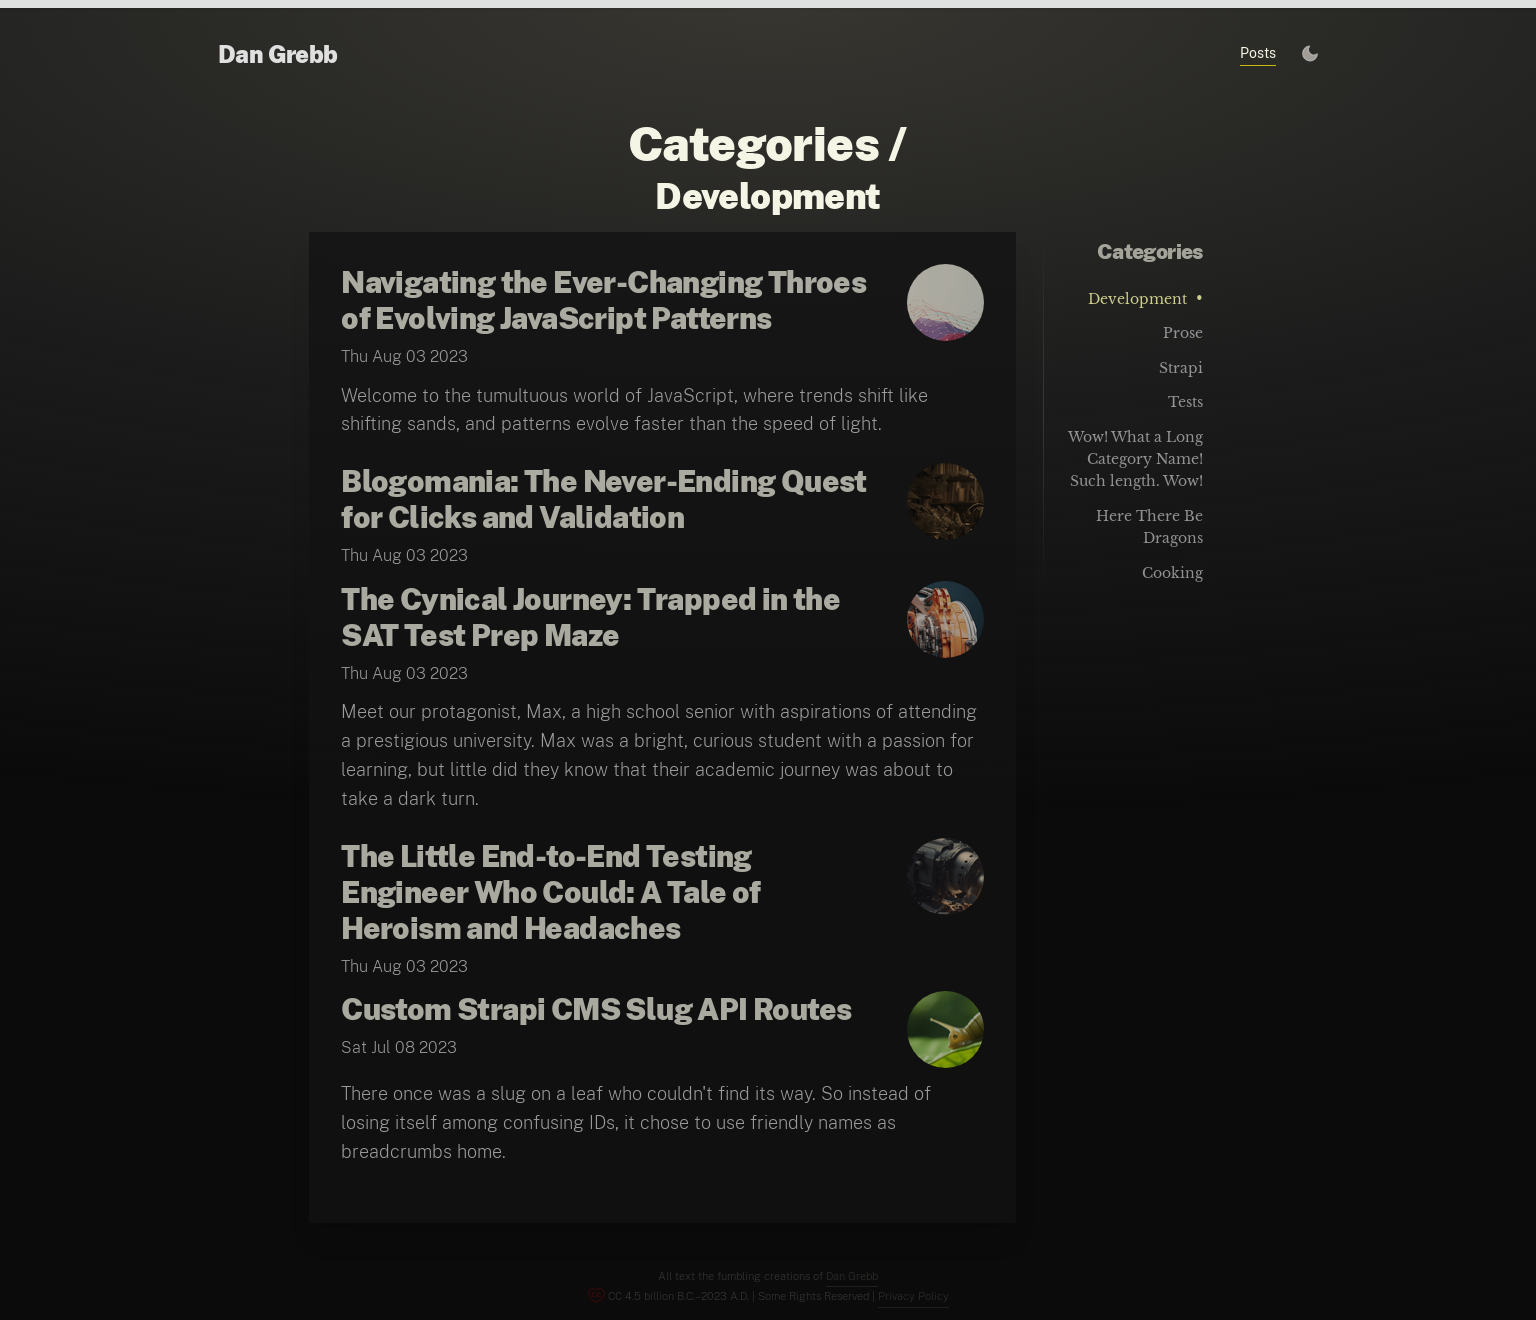 Dan Grebb
Posts
Categories /
Development
Navigating the Ever-Changing Throes
of Evolving JavaScript Patterns
Thu Aug 03 2023
Welcome to the tumultuous world of JavaScript, where trends shift like
shifting sands, and patterns evolve faster than the speed of light.
Blogomania: The Never-Ending Quest
for Clicks and Validation
Thu Aug 03 2023
The Cynical Journey: Trapped in the
SAT Test Prep Maze
Thu Aug 03 2023
Meet our protagonist, Max, a high school senior with aspirations of attending
a prestigious university. Max was a bright, curious student with a passion for
learning, but little did they know that their academic journey was about to
take a dark turn.
The Little End-to-End Testing
Engineer Who Could: A Tale of
Heroism and Headaches
Thu Aug 03 2023
Custom Strapi CMS Slug API Routes
Sat Jul 08 2023
There once was a slug on a leaf who couldn't find its way. So instead of
losing itself among confusing IDs, it chose to use friendly names as
breadcrumbs home.
Categories
Development •
Prose
Strapi
Tests
Wow! What a Long
Category Name!
Such length. Wow!
Here There Be
Dragons
Cooking
All text the fumbling creations of Dan Grebb
CC 4.5 billion B.C.–2023 A.D. | Some Rights Reserved | Privacy Policy